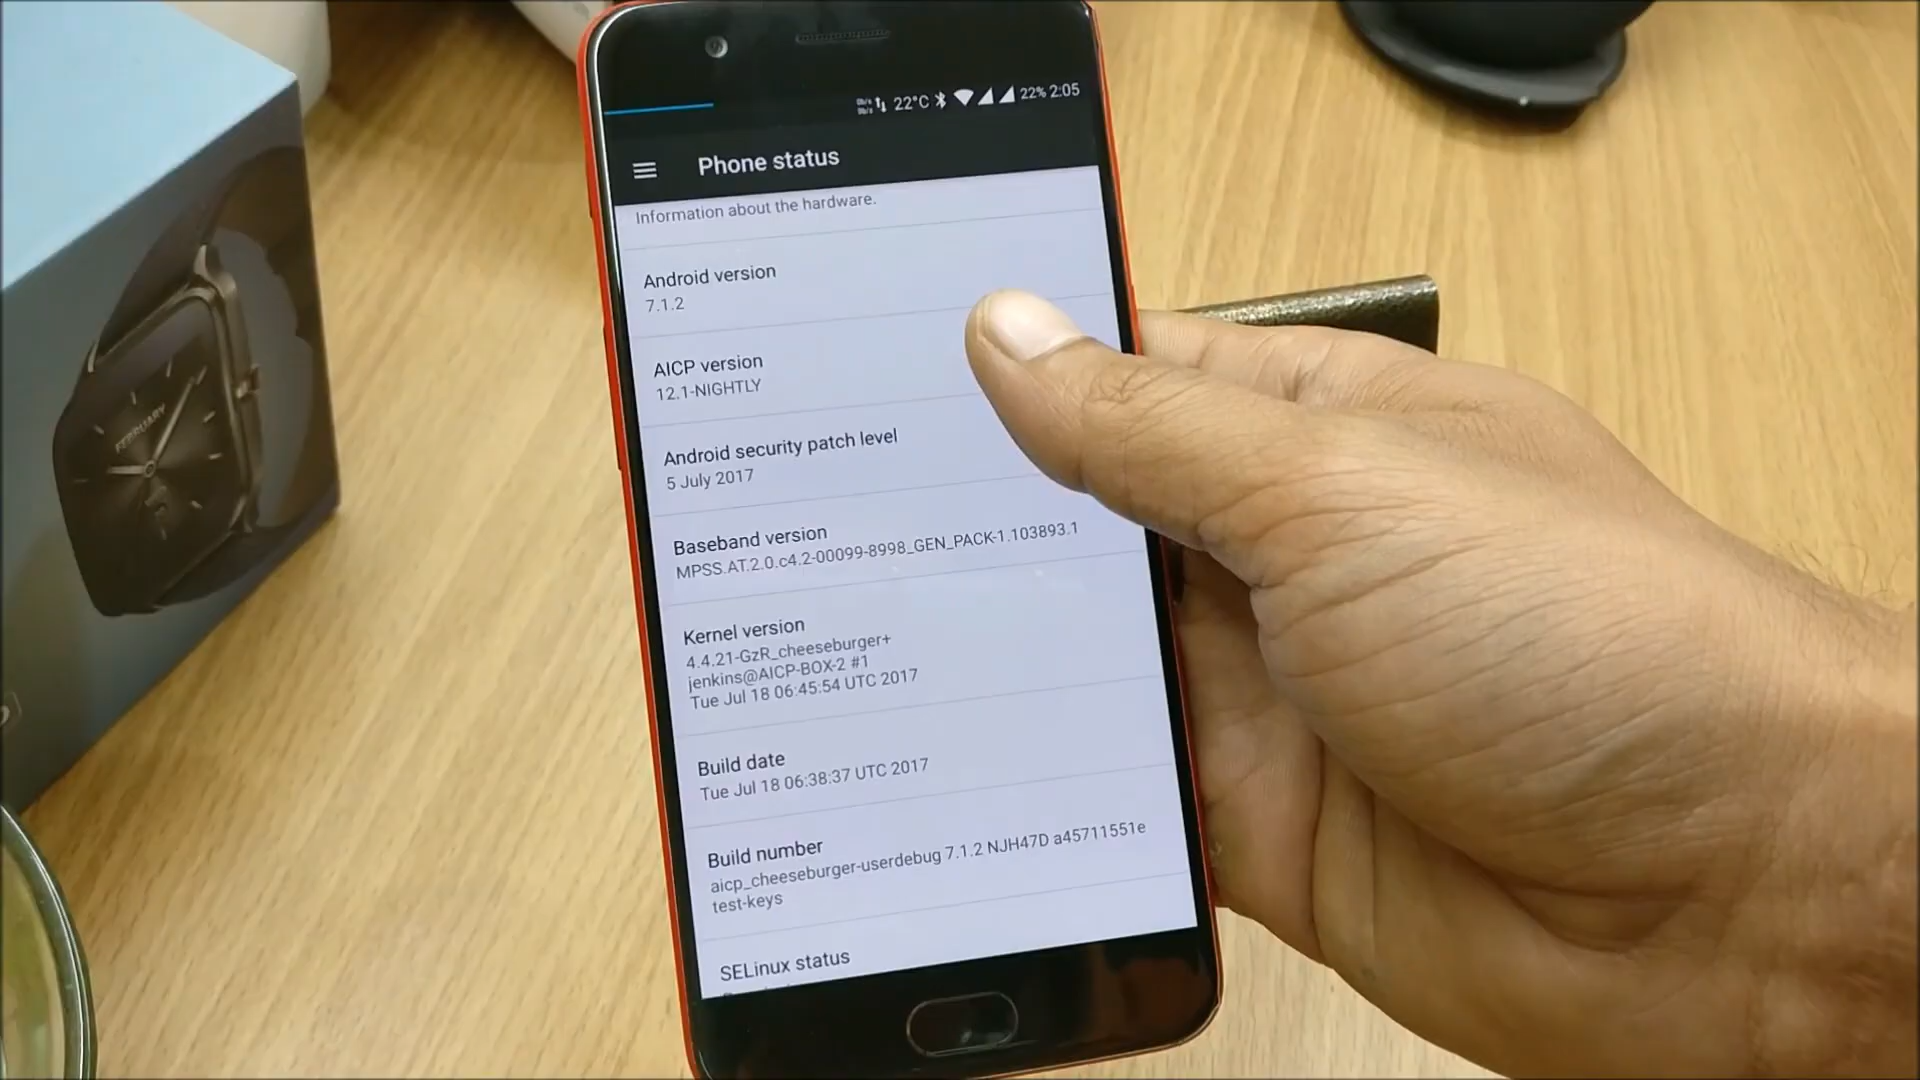 22°C 22% 2:05
Phone status
Information about the hardware.
Android version
7.1.2
AICP version
12.1-NIGHTLY
Android security patch level
5 July 2017
Baseband version
MPSS.AT.2.0.c4.2-00099-8998_GEN_PACK-1.103893.1
Kernel version
4.4.21-GzR_cheeseburger+
jenkins@AICP-BOX-2 #1
Tue Jul 18 06:45:54 UTC 2017
Build date
Tue Jul 18 06:38:37 UTC 2017
Build number
aicp_cheeseburger-userdebug 7.1.2 NJH47D a45711551e
test-keys
SELinux status
FEBRUARY